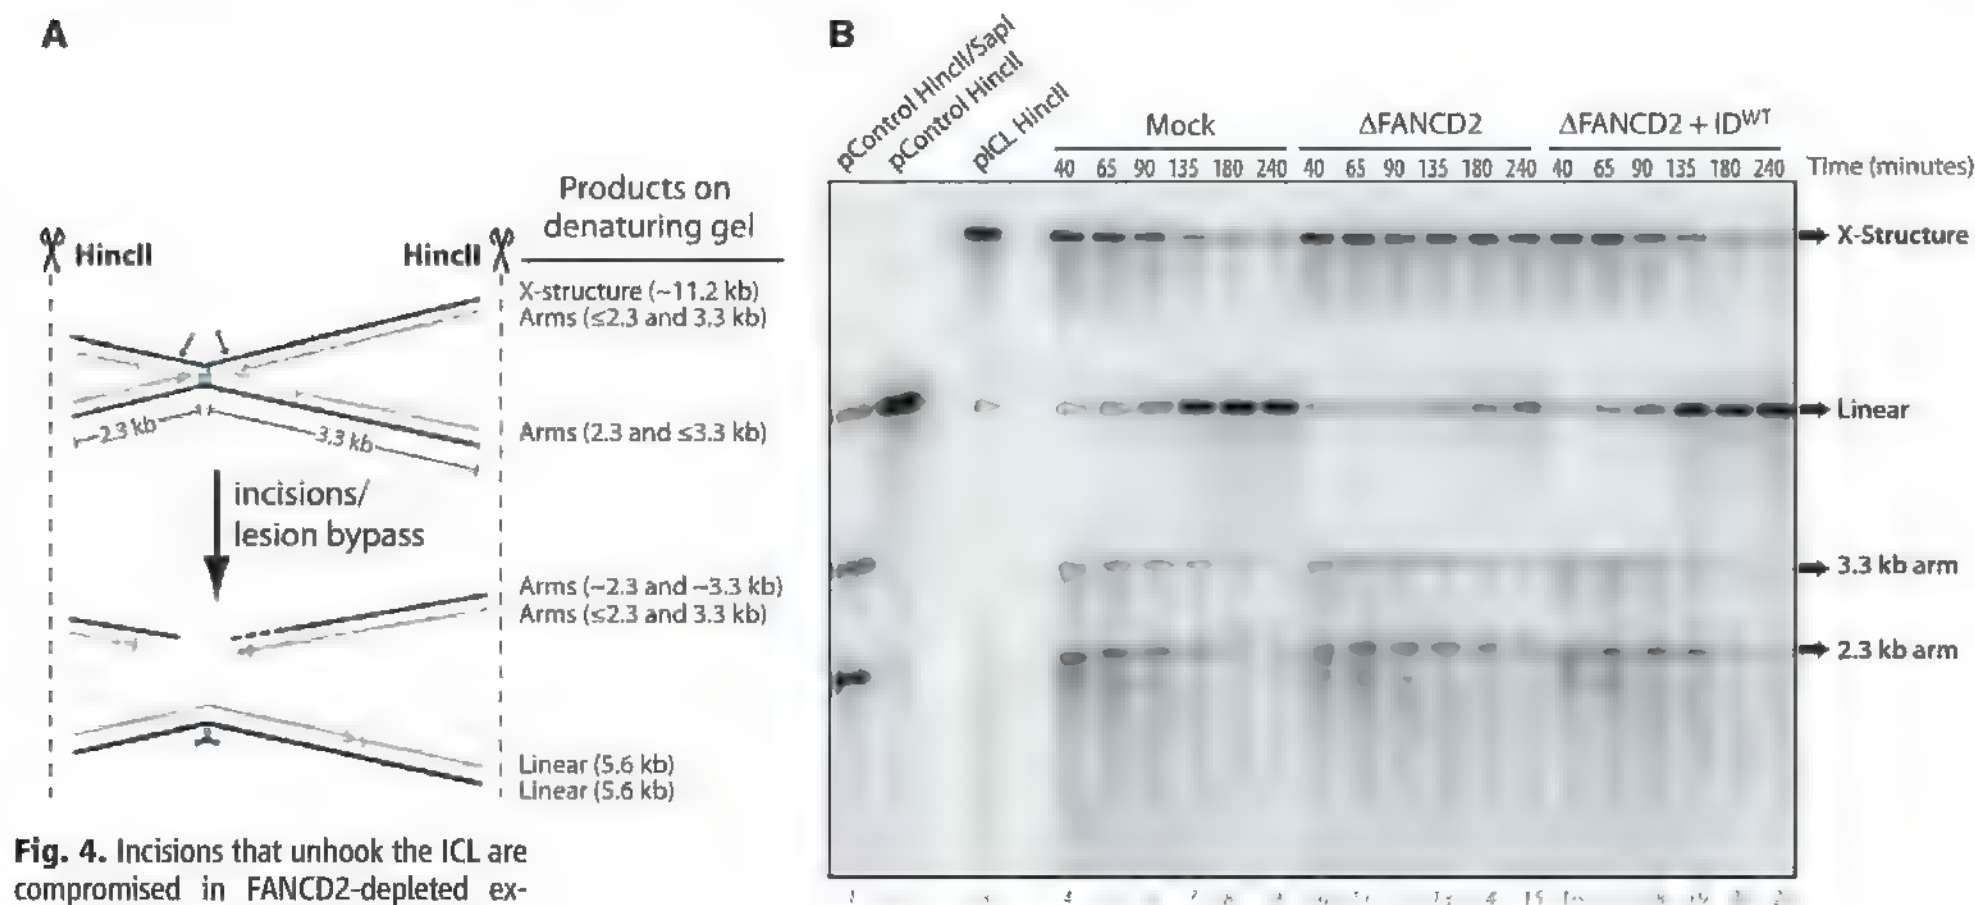 A
Products on
denaturing gel
HincII
HincII
X-structure (~11.2 kb)
Arms (≤2.3 and 3.3 kb)
Arms (2.3 and ≤3.3 kb)
2.3 kb
3.3 kb
incisions/
lesion bypass
Arms (~2.3 and ~3.3 kb)
Arms (≤2.3 and 3.3 kb)
Linear (5.6 kb)
Linear (5.6 kb)
Fig. 4. Incisions that unhook the ICL are
compromised in FANCD2-depleted ex-
B
pControl HincII/SapI
pControl HincII
pICL HincII
Mock
ΔFANCD2
ΔFANCD2 + IDWT
40 65 90 135 180 240 40 65 90 135 180 240 40 65 90 135 180 240 Time (minutes)
X-Structure
Linear
3.3 kb arm
2.3 kb arm